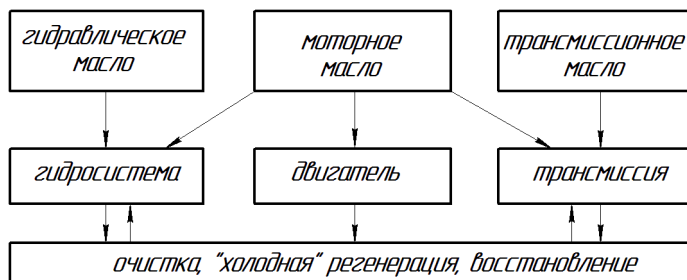 гидравлическое
масло
моторное
масло
трансмиссионное
масло
гидросистема
двигатель
трансмиссия
очистка, "холодная" регенерация, восстановление